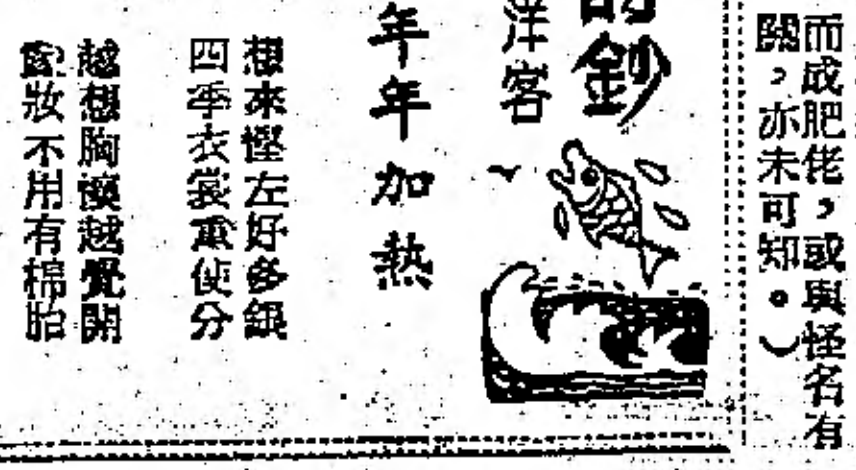 而成肥佬，或與怪名有
關，亦未可知。）
鈔
洋客
年年加熱
想來慳左好多銀
四季衣裳重使分
越想胸懷越覺開
妝不用有棉胎